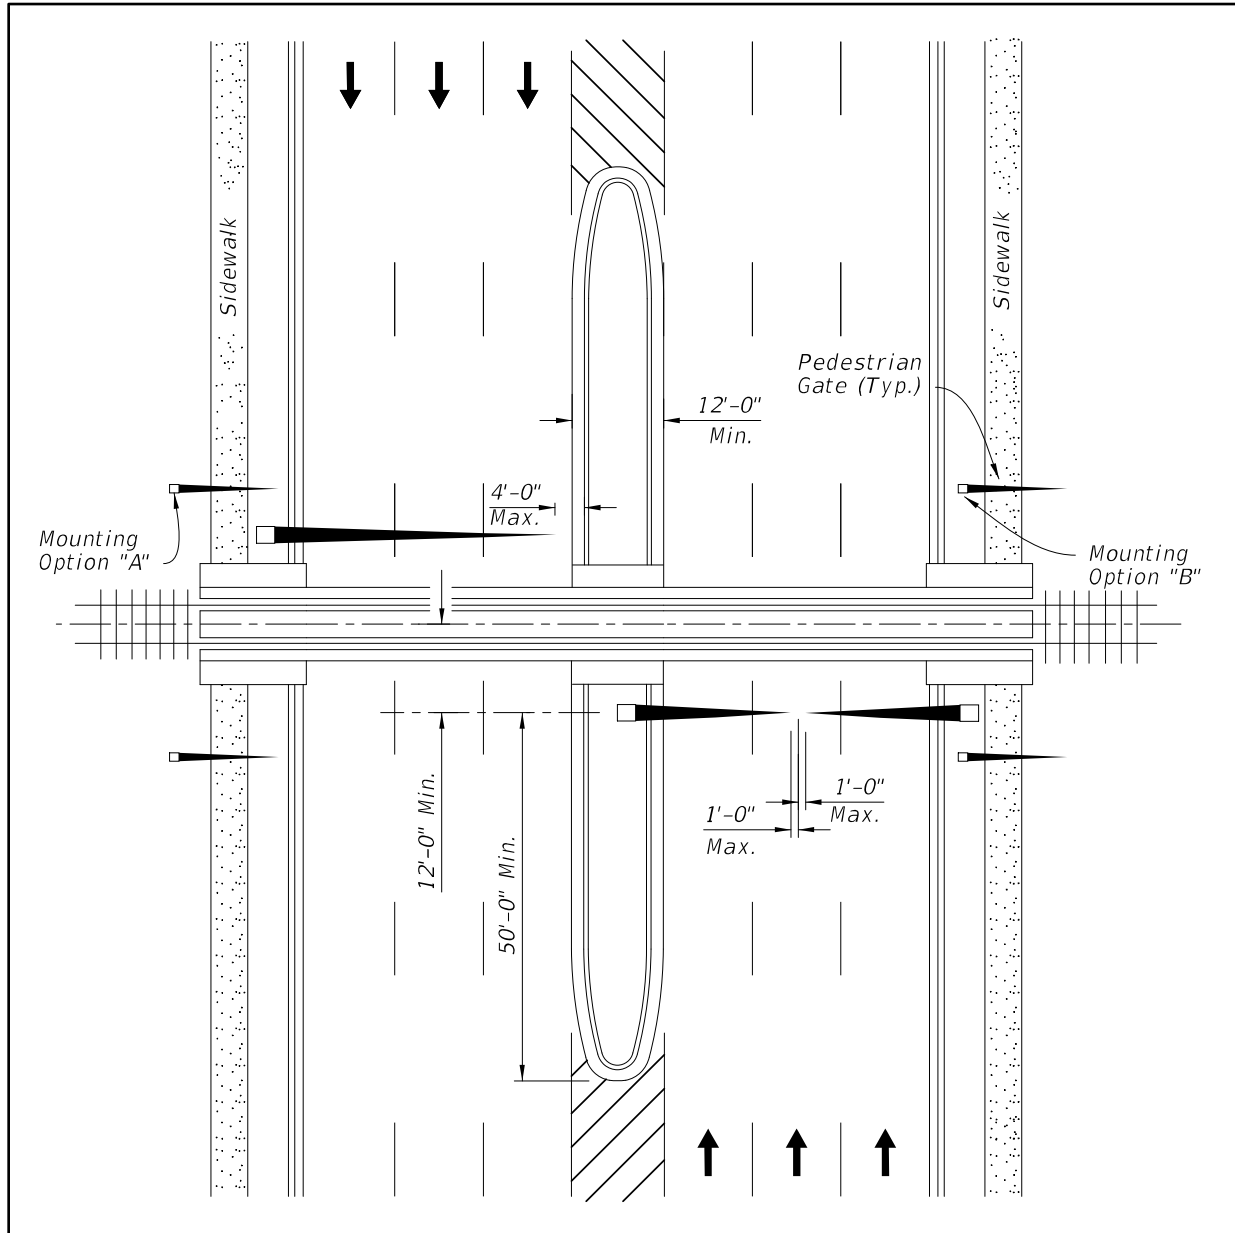 Sidewalk
Sidewalk
Pedestrian
Gate (Typ.)
12'-0"
Min.
4'-0"
Max.
Mounting
Option "A"
Mounting
Option "B"
12'-0" Min.
50'-0" Min.
1'-0"
Max.
1'-0"
Max.